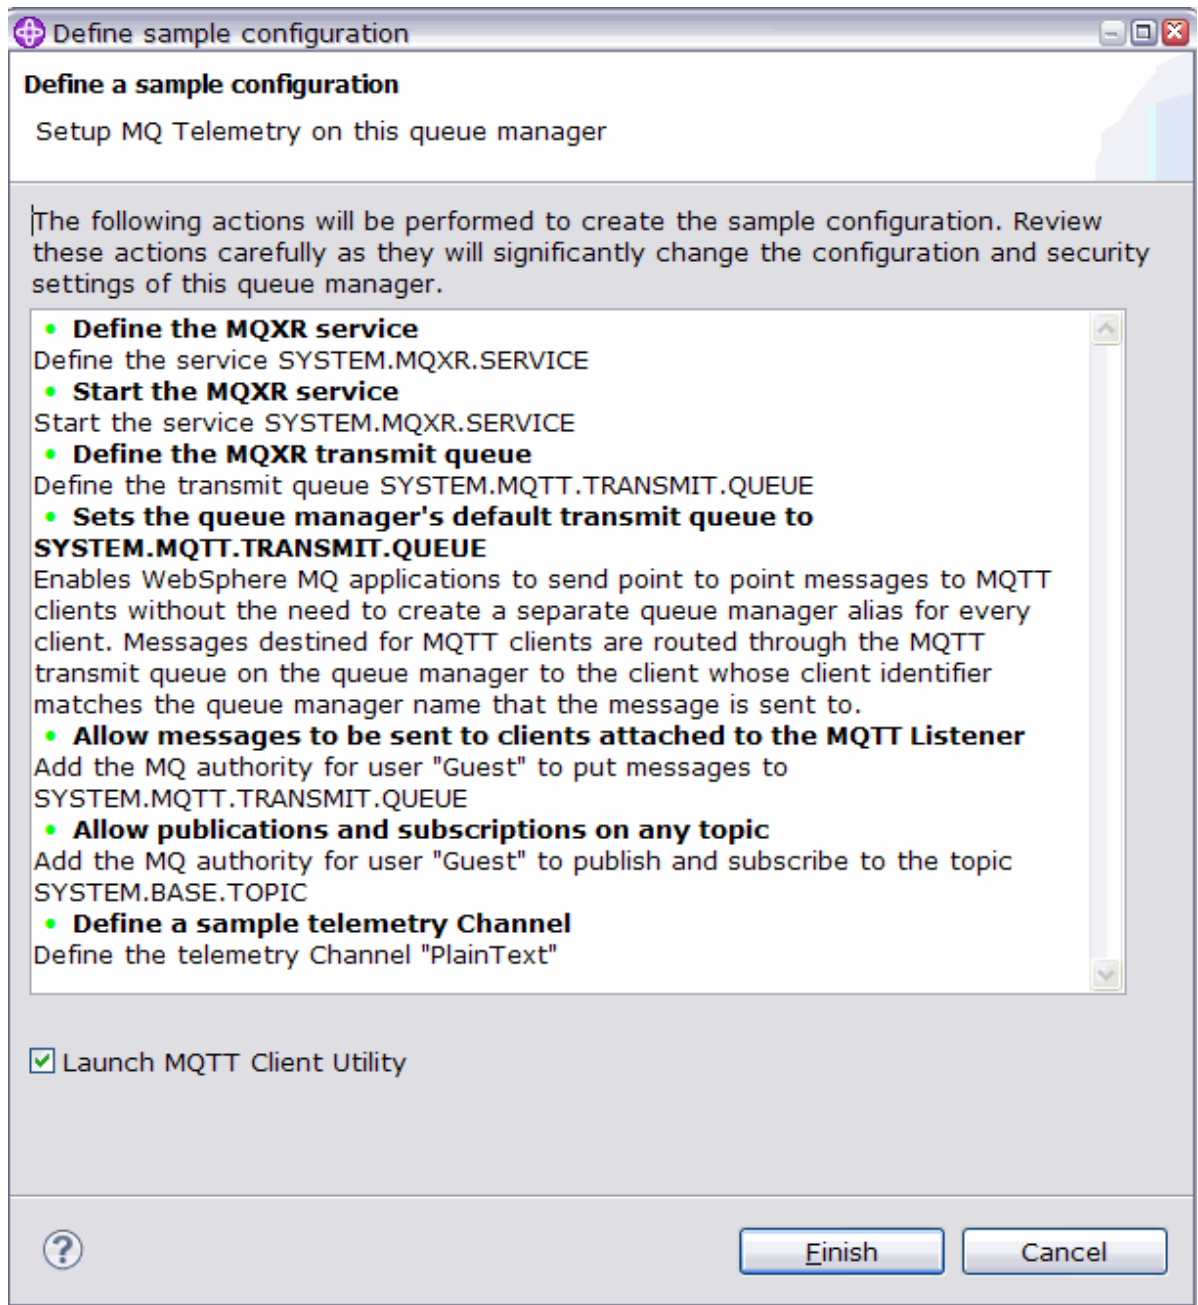 Define sample configuration
Define a sample configuration
Setup MQ Telemetry on this queue manager
The following actions will be performed to create the sample configuration. Review
these actions carefully as they will significantly change the configuration and security
settings of this queue manager.
• Define the MQXR service
Define the service SYSTEM.MQXR.SERVICE
• Start the MQXR service
Start the service SYSTEM.MQXR.SERVICE
• Define the MQXR transmit queue
Define the transmit queue SYSTEM.MQTT.TRANSMIT.QUEUE
• Sets the queue manager's default transmit queue to
SYSTEM.MQTT.TRANSMIT.QUEUE
Enables WebSphere MQ applications to send point to point messages to MQTT
clients without the need to create a separate queue manager alias for every
client. Messages destined for MQTT clients are routed through the MQTT
transmit queue on the queue manager to the client whose client identifier
matches the queue manager name that the message is sent to.
• Allow messages to be sent to clients attached to the MQTT Listener
Add the MQ authority for user "Guest" to put messages to
SYSTEM.MQTT.TRANSMIT.QUEUE
• Allow publications and subscriptions on any topic
Add the MQ authority for user "Guest" to publish and subscribe to the topic
SYSTEM.BASE.TOPIC
• Define a sample telemetry Channel
Define the telemetry Channel "PlainText"
Launch MQTT Client Utility
?
Finish
Cancel